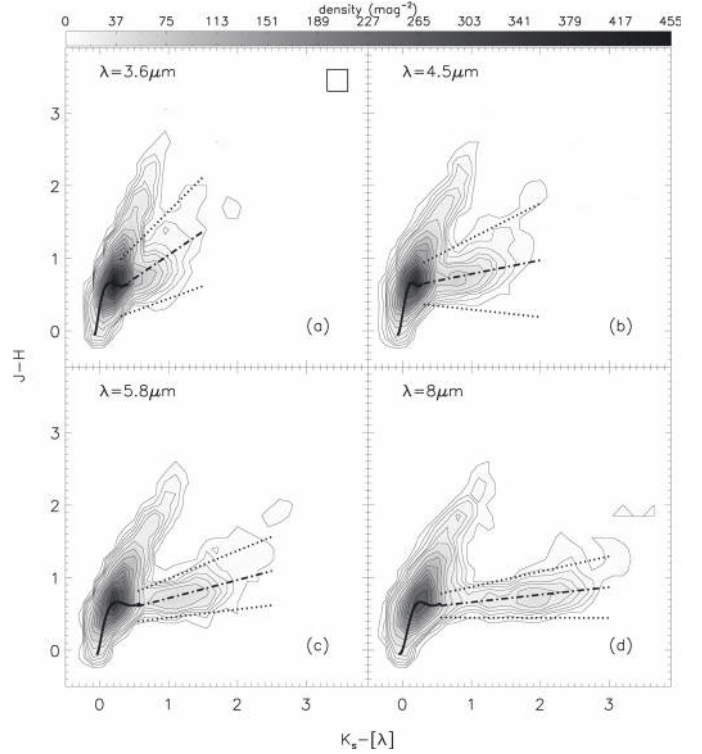 density (mag⁻²)
0 37 75 113 151 189 227 265 303 341 379 417 455
λ=3.6μm
λ=4.5μm
3
2
1
0
(a)
(b)
J−H
λ=5.8μm
λ=8μm
3
2
1
0
(c)
(d)
0 1 2 3 0 1 2 3
Kₛ−[λ]